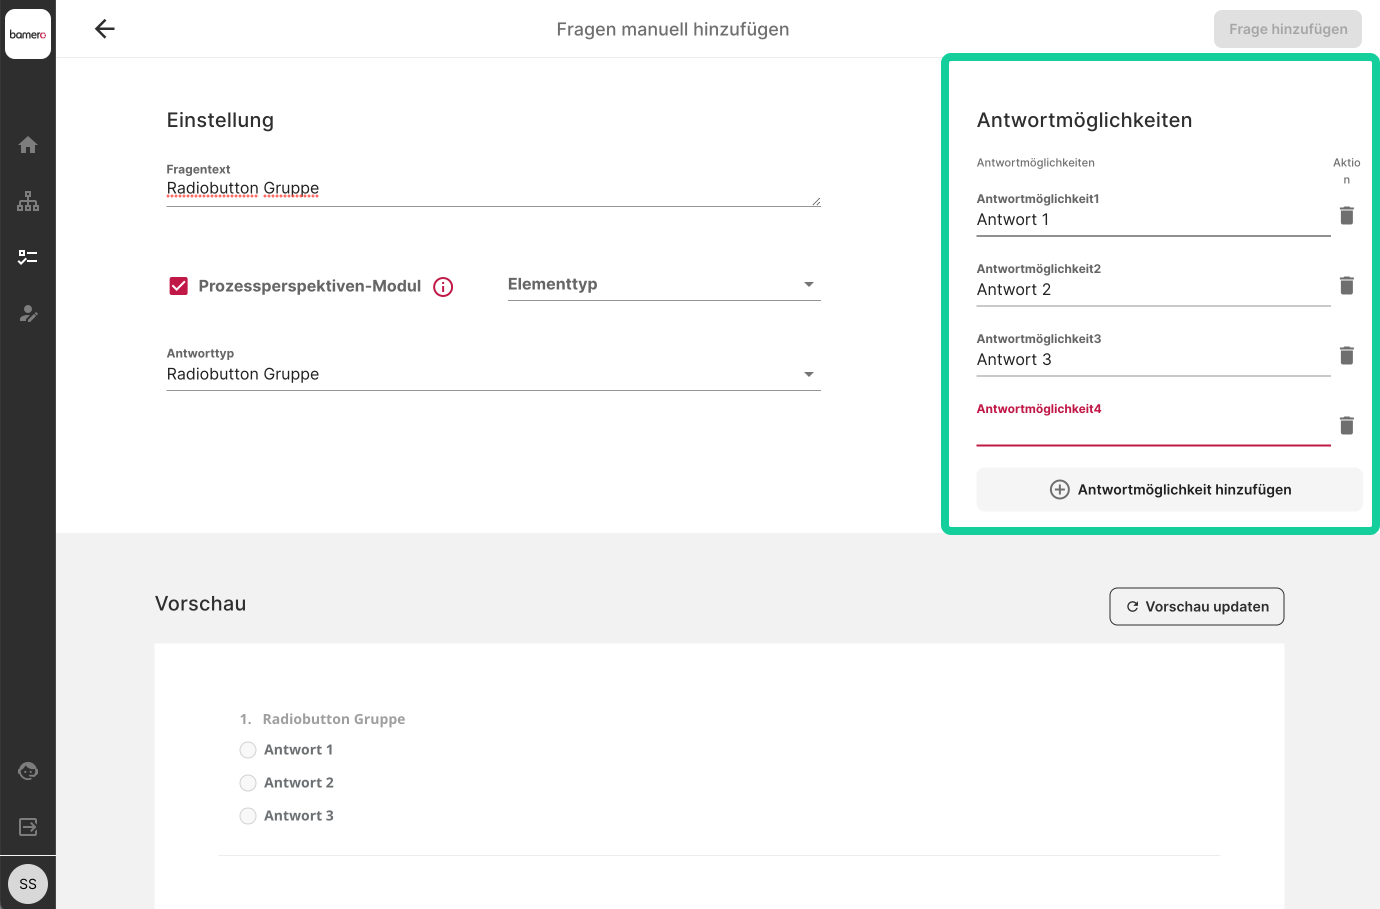 bamero
Fragen manuell hinzufügen
Frage hinzufügen
Einstellung
Fragentext
Radiobutton Gruppe
Prozessperspektiven-Modul
Elementtyp
Antworttyp
Radiobutton Gruppe
Antwortmöglichkeiten
Antwortmöglichkeiten
Aktio
n
Antwortmöglichkeit1
Antwort 1
Antwortmöglichkeit2
Antwort 2
Antwortmöglichkeit3
Antwort 3
Antwortmöglichkeit4
Antwortmöglichkeit hinzufügen
Vorschau
Vorschau updaten
1. Radiobutton Gruppe
Antwort 1
Antwort 2
Antwort 3
SS